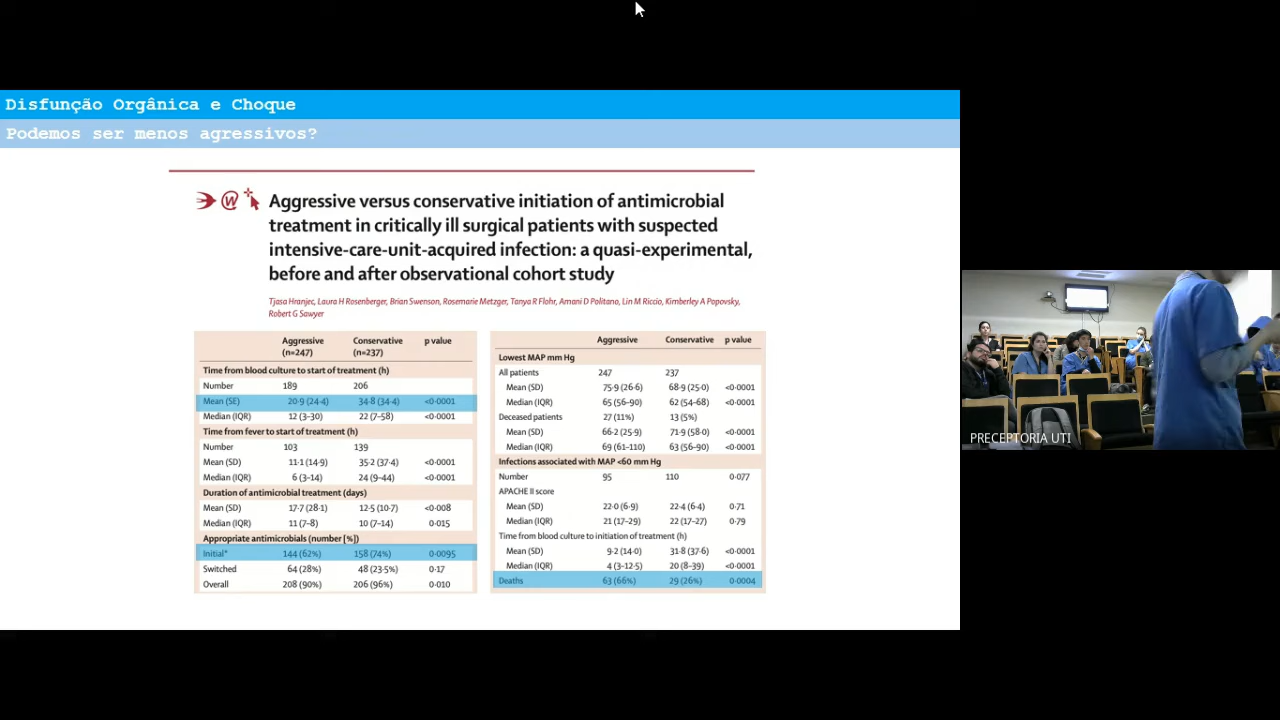 Disfunção Orgânica e Choque
Podemos ser menos agressivos?
Aggressive versus conservative initiation of antimicrobial
treatment in critically ill surgical patients with suspected
intensive-care-unit-acquired infection: a quasi-experimental,
before and after observational cohort study
Tjasa Hranjec, Laura H Rosenberger, Brian Swenson, Rosemarie Metzger, Tanya R Flohr, Amani D Politano, Lin M Riccio, Kimberley A Popovsky,
Robert G Sawyer
Aggressive (n=247) Conservative (n=237) p value
Time from blood culture to start of treatment (h)
Number 189 206
Mean (SE) 20·9 (24·4) 34·8 (34·4) <0·0001
Median (IQR) 12 (3–30) 22 (7–58) <0·0001
Time from fever to start of treatment (h)
Number 103 139
Mean (SD) 11·1 (14·9) 35·2 (37·4) <0·0001
Median (IQR) 6 (3–14) 24 (9–44) <0·0001
Duration of antimicrobial treatment (days)
Mean (SD) 17·7 (28·1) 12·5 (10·7) <0·008
Median (IQR) 11 (7–8) 10 (7–14) 0·015
Appropriate antimicrobials (number [%])
Initial* 144 (62%) 158 (74%) 0·0095
Switched 64 (28%) 48 (23·5%) 0·17
Overall 208 (90%) 206 (96%) 0·010
Aggressive Conservative p value
Lowest MAP mm Hg
All patients 247 237
Mean (SD) 75·9 (26·6) 68·9 (25·0) <0·0001
Median (IQR) 65 (56–90) 62 (54–68) <0·0001
Deceased patients 27 (11%) 13 (5%)
Mean (SD) 66·2 (25·9) 71·9 (58·0) <0·0001
Median (IQR) 69 (61–110) 63 (56–90) <0·0001
Infections associated with MAP <60 mm Hg
Number 95 110 0·077
APACHE II score
Mean (SD) 22·0 (6·9) 22·4 (6·4) 0·71
Median (IQR) 21 (17–29) 22 (17–27) 0·79
Time from blood culture to initiation of treatment (h)
Mean (SD) 9·2 (14·0) 31·8 (37·6) <0·0001
Median (IQR) 4 (3–12·5) 20 (8–39) <0·0001
Deaths 63 (66%) 29 (26%) 0·0004
PRECEPTORIA UTI